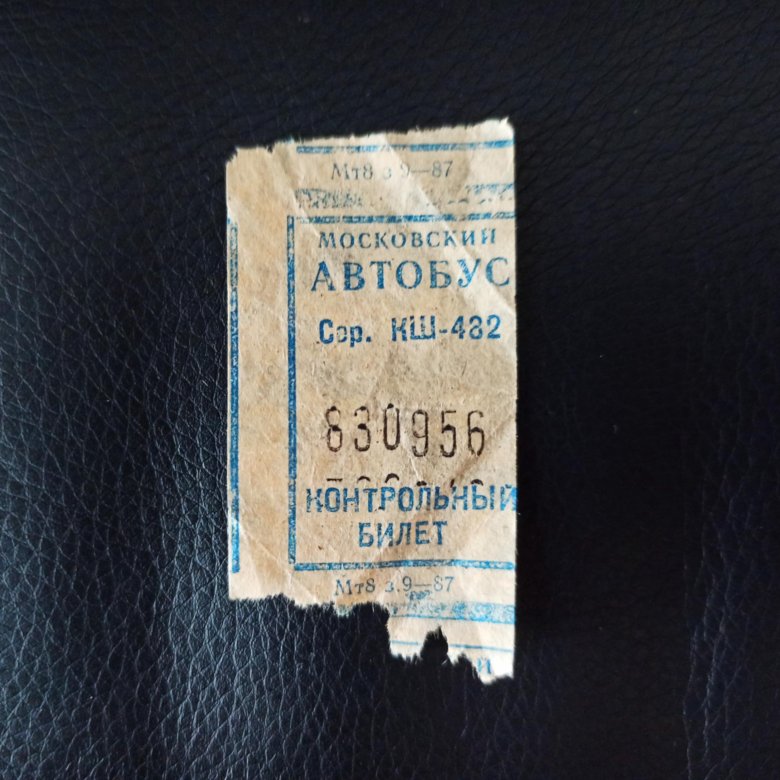 Мт8 з.9—87
МОСКОВСКИЙ
АВТОБУС
Сер. КШ-482
830956
КОНТРОЛЬНЫЙ
БИЛЕТ
Мт8 з.9—87